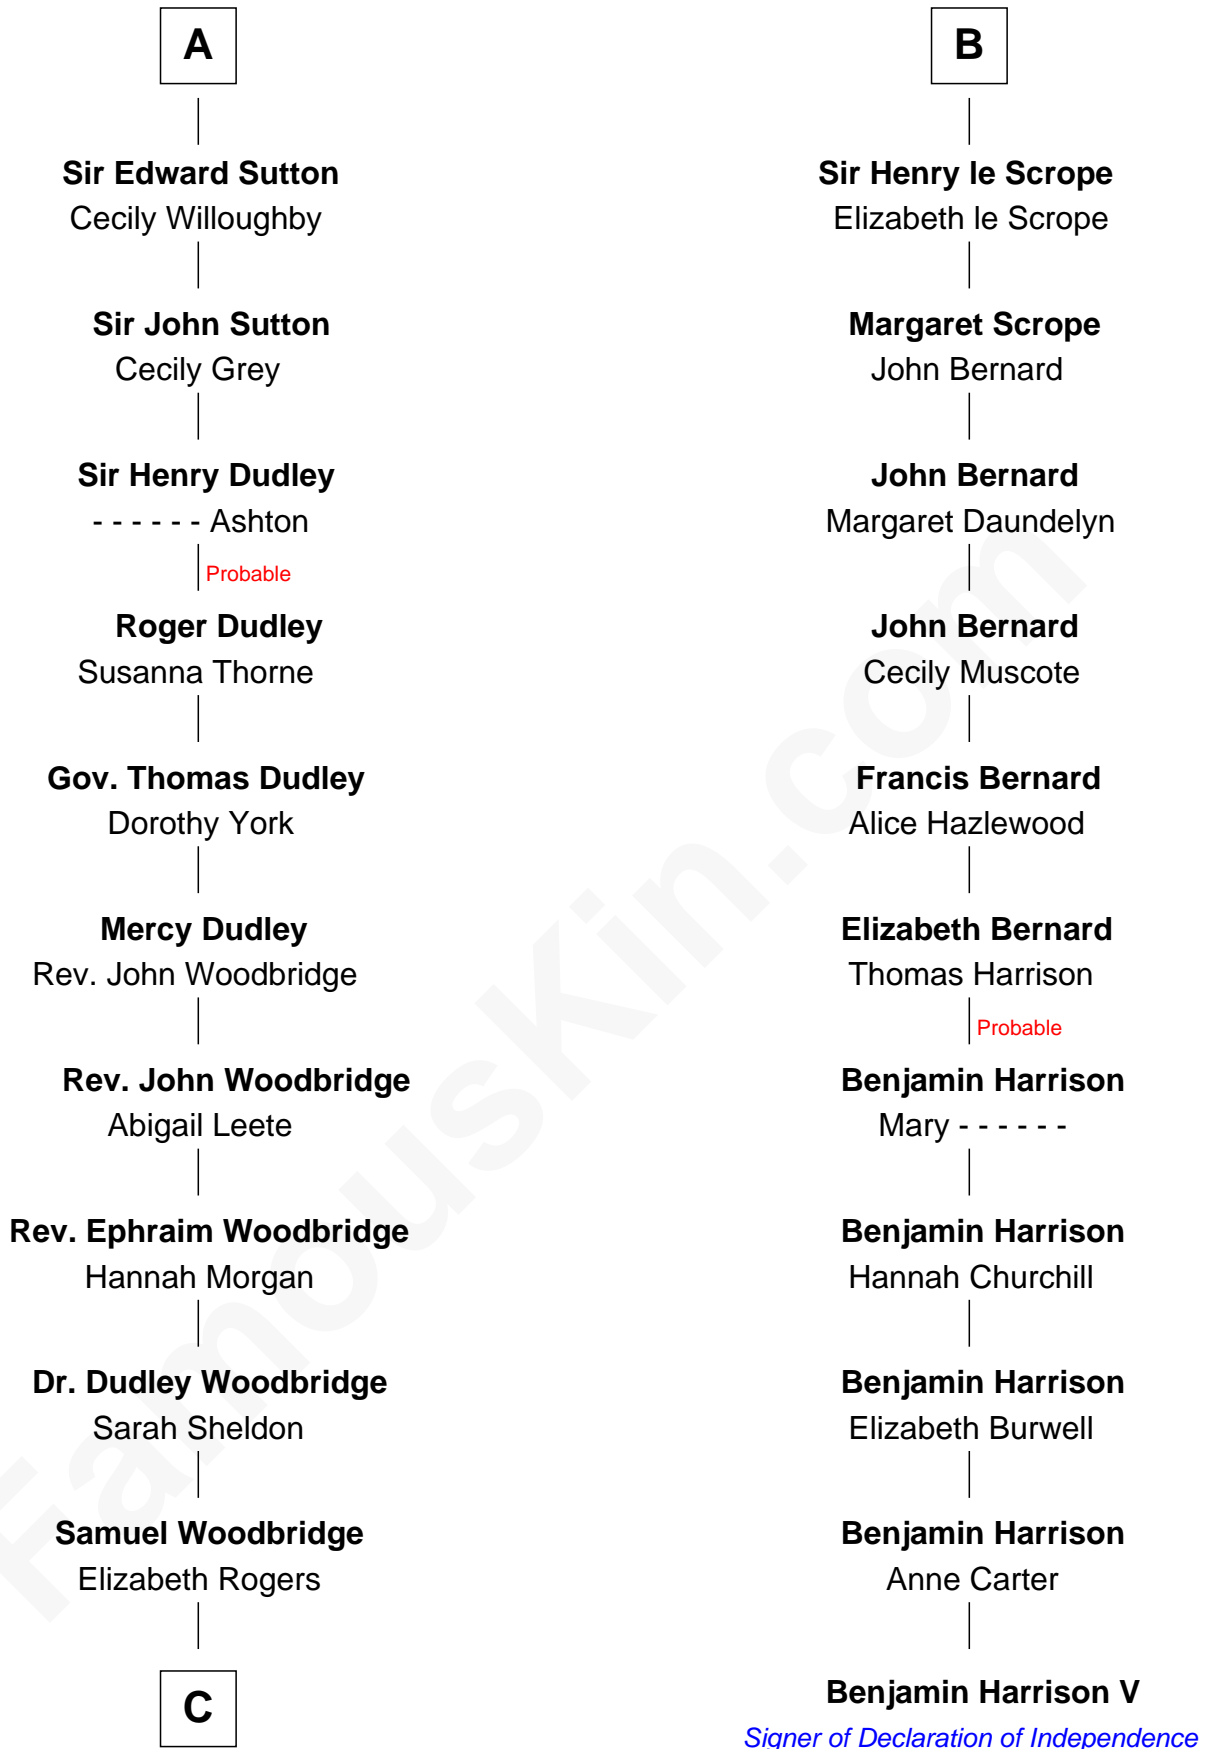 A
Sir Edward Sutton
Cecily Willoughby
Sir John Sutton
Cecily Grey
Sir Henry Dudley
- - - - - - Ashton
Probable
Roger Dudley
Susanna Thorne
Gov. Thomas Dudley
Dorothy York
Mercy Dudley
Rev. John Woodbridge
Rev. John Woodbridge
Abigail Leete
Rev. Ephraim Woodbridge
Hannah Morgan
Dr. Dudley Woodbridge
Sarah Sheldon
Samuel Woodbridge
Elizabeth Rogers
C
B
Sir Henry le Scrope
Elizabeth le Scrope
Margaret Scrope
John Bernard
John Bernard
Margaret Daundelyn
John Bernard
Cecily Muscote
Francis Bernard
Alice Hazlewood
Elizabeth Bernard
Thomas Harrison
Probable
Benjamin Harrison
Mary - - - - - -
Benjamin Harrison
Hannah Churchill
Benjamin Harrison
Elizabeth Burwell
Benjamin Harrison
Anne Carter
Benjamin Harrison V
Signer of Declaration of Independence
FamousKin.com